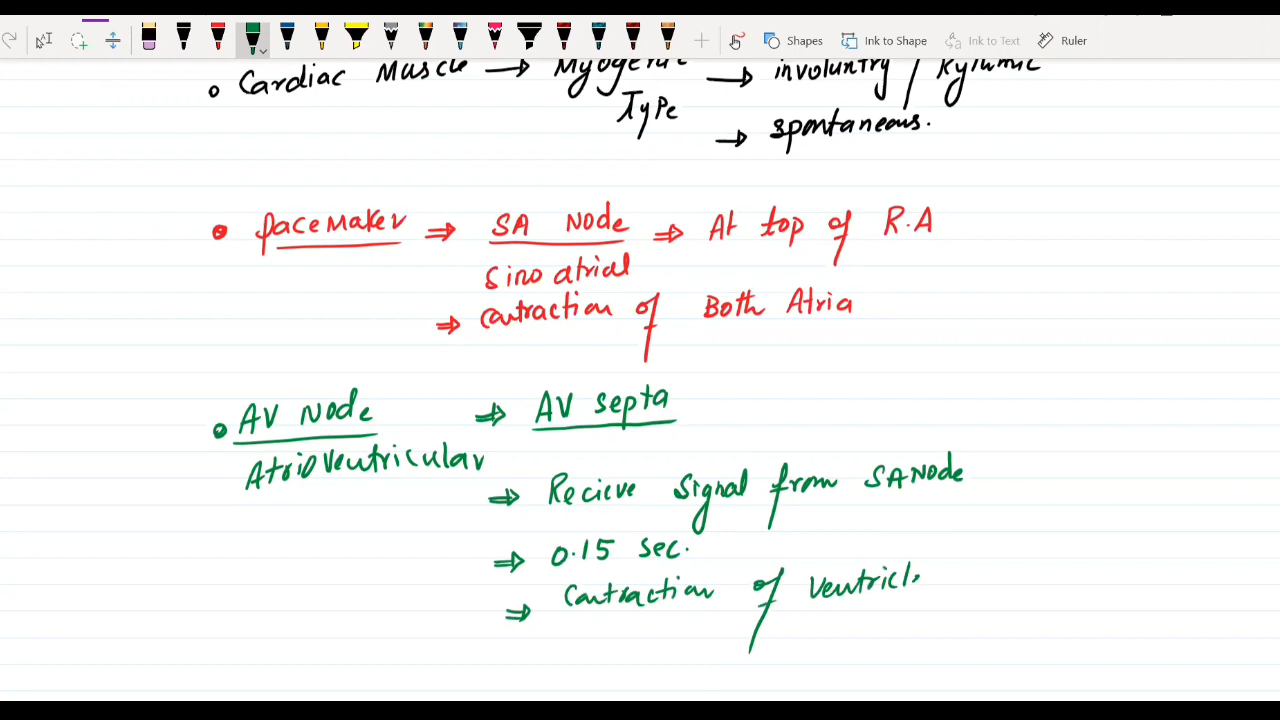 Shapes Ink to Shape Ink to Text Ruler
• Cardiac Muscle → Myogenic → involuntry / Rythmic
Type → spontaneous.
• pacemaker ⇒ SA Node ⇒ At top of R.A
Sino atrial
⇒ contraction of Both Atria
• AV Node ⇒ AV septa
Atrioventricular
⇒ Recieve Signal from SA Node
⇒ 0.15 sec.
⇒ Contraction of ventricl